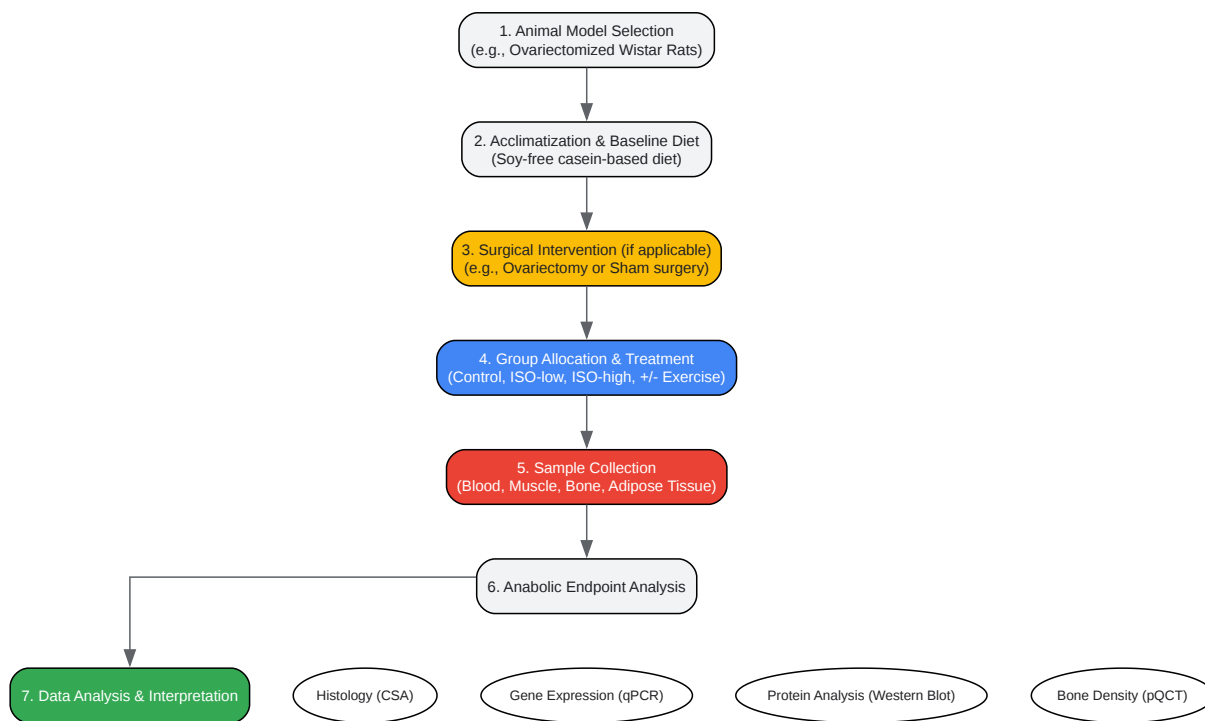 1. Animal Model Selection
(e.g., Ovariectomized Wistar Rats)
2. Acclimatization & Baseline Diet
(Soy-free casein-based diet)
3. Surgical Intervention (if applicable)
(e.g., Ovariectomy or Sham surgery)
4. Group Allocation & Treatment
(Control, ISO-low, ISO-high, +/- Exercise)
5. Sample Collection
(Blood, Muscle, Bone, Adipose Tissue)
6. Anabolic Endpoint Analysis
7. Data Analysis & Interpretation
Histology (CSA)
Gene Expression (qPCR)
Protein Analysis (Western Blot)
Bone Density (pQCT)